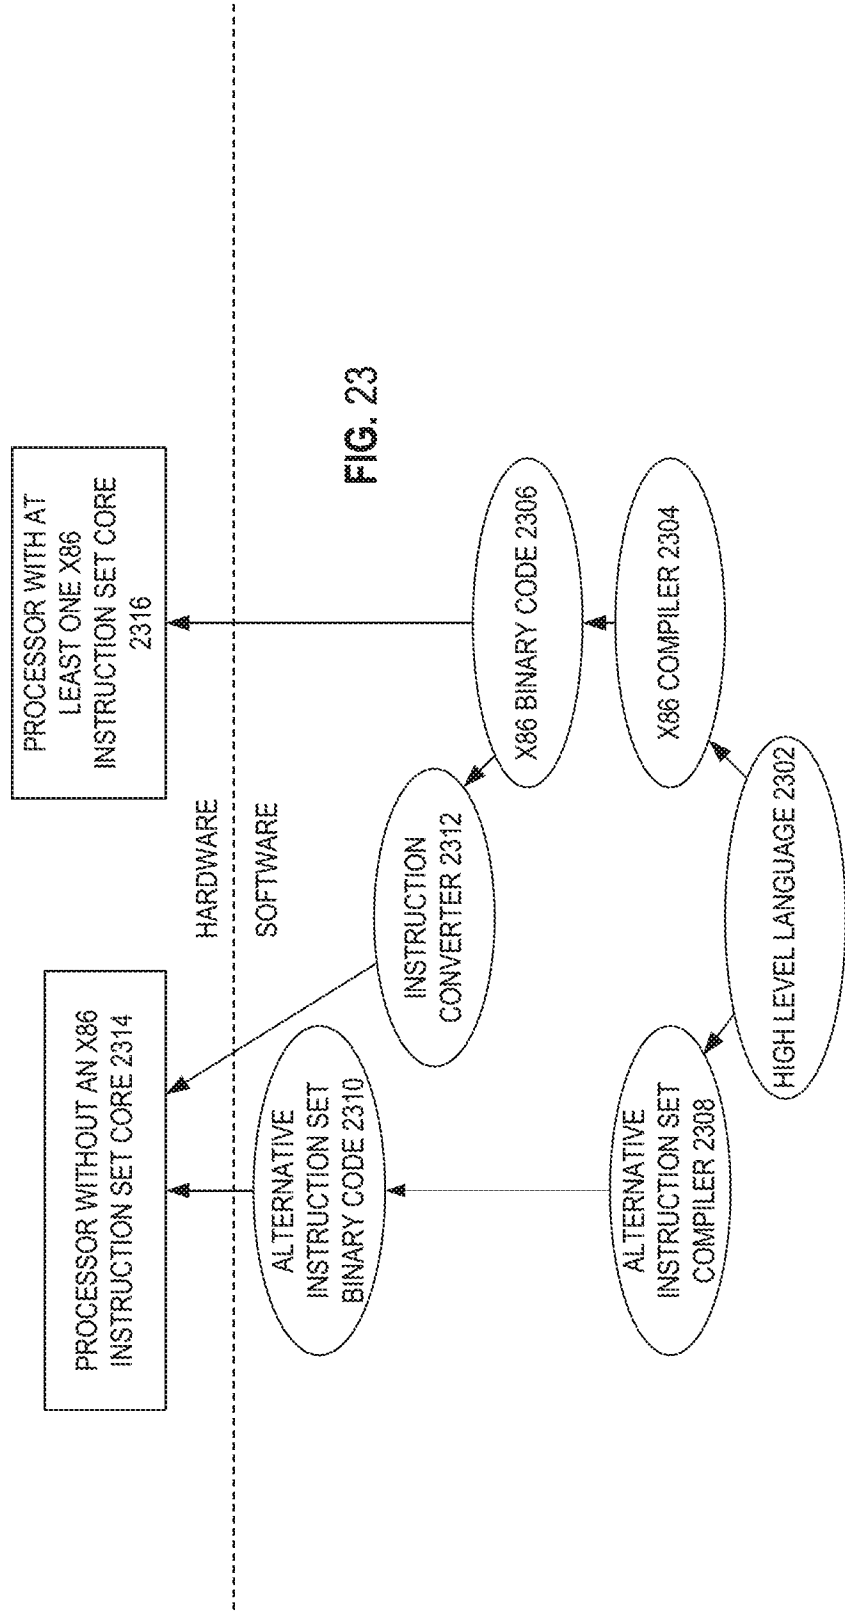 PROCESSOR WITHOUT AN X86
INSTRUCTION SET CORE 2314
PROCESSOR WITH AT
LEAST ONE X86
INSTRUCTION SET CORE
2316
HARDWARE
SOFTWARE
ALTERNATIVE
INSTRUCTION SET
BINARY CODE 2310
INSTRUCTION
CONVERTER 2312
X86 BINARY CODE 2306
FIG. 23
ALTERNATIVE
INSTRUCTION SET
COMPILER 2308
X86 COMPILER 2304
HIGH LEVEL LANGUAGE 2302